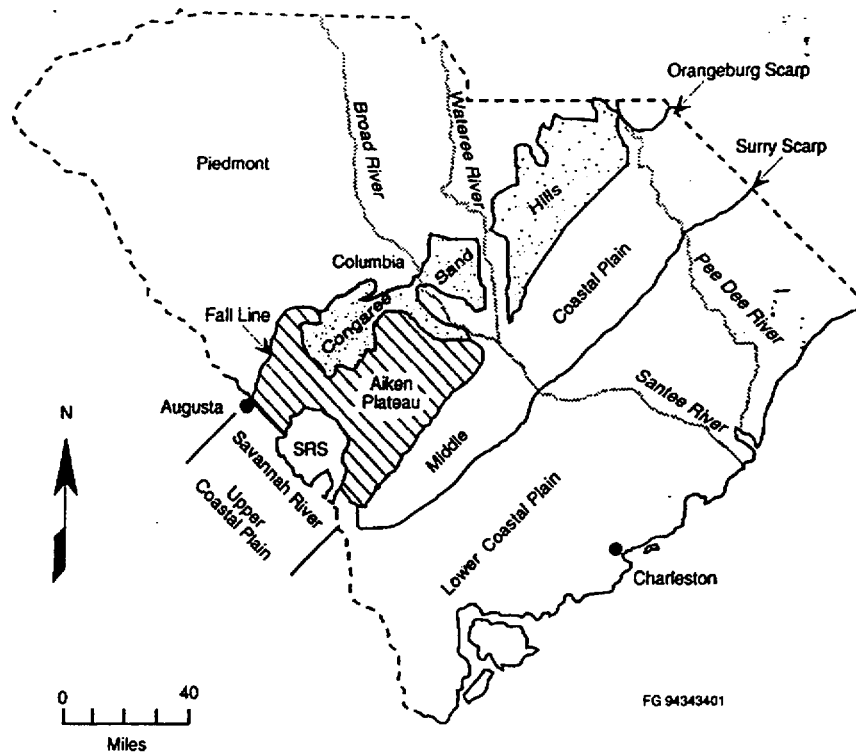 Orangeburg Scarp
Surry Scarp
Piedmont
Broad River
Wateree River
Hills
Sand
Columbia
Congaree
Coastal Plain
Pee Dee River
Fall Line
Aiken
Plateau
Santee River
N
Augusta
SRS
Middle
Savannah River
Upper
Coastal Plain
Lower Coastal Plain
Charleston
0 40
Miles
FG 94343401